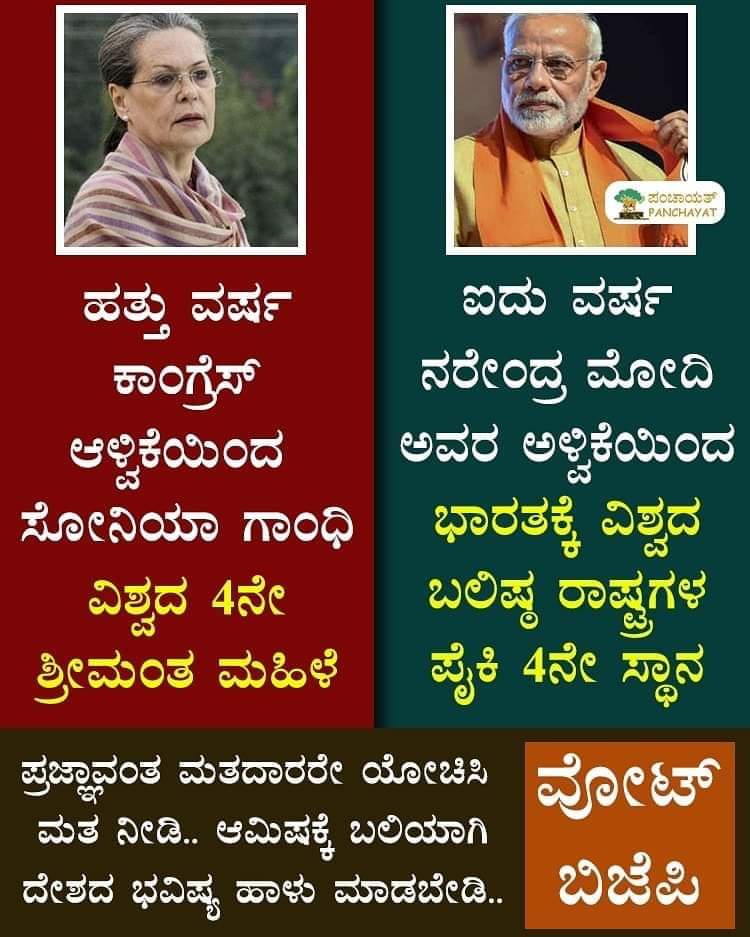 ಪಂಚಾಯತ್
PANCHAYAT
ಹತ್ತು ವರ್ಷ
ಕಾಂಗ್ರೆಸ್
ಆಳ್ವಿಕೆಯಿಂದ
ಸೋನಿಯಾ ಗಾಂಧಿ
ವಿಶ್ವದ 4ನೇ
ಶ್ರೀಮಂತ ಮಹಿಳೆ
ಐದು ವರ್ಷ
ನರೇಂದ್ರ ಮೋದಿ
ಅವರ ಅಳ್ವಿಕೆಯಿಂದ
ಭಾರತಕ್ಕೆ ವಿಶ್ವದ
ಬಲಿಷ್ಠ ರಾಷ್ಟ್ರಗಳ
ಪೈಕಿ 4ನೇ ಸ್ಥಾನ
ಪ್ರಜ್ಞಾವಂತ ಮತದಾರರೇ ಯೋಚಿಸಿ
ಮತ ನೀಡಿ.. ಆಮಿಷಕ್ಕೆ ಬಲಿಯಾಗಿ
ದೇಶದ ಭವಿಷ್ಯ ಹಾಳು ಮಾಡಬೇಡಿ..
ವೋಟ್
ಬಿಜೆಪಿ